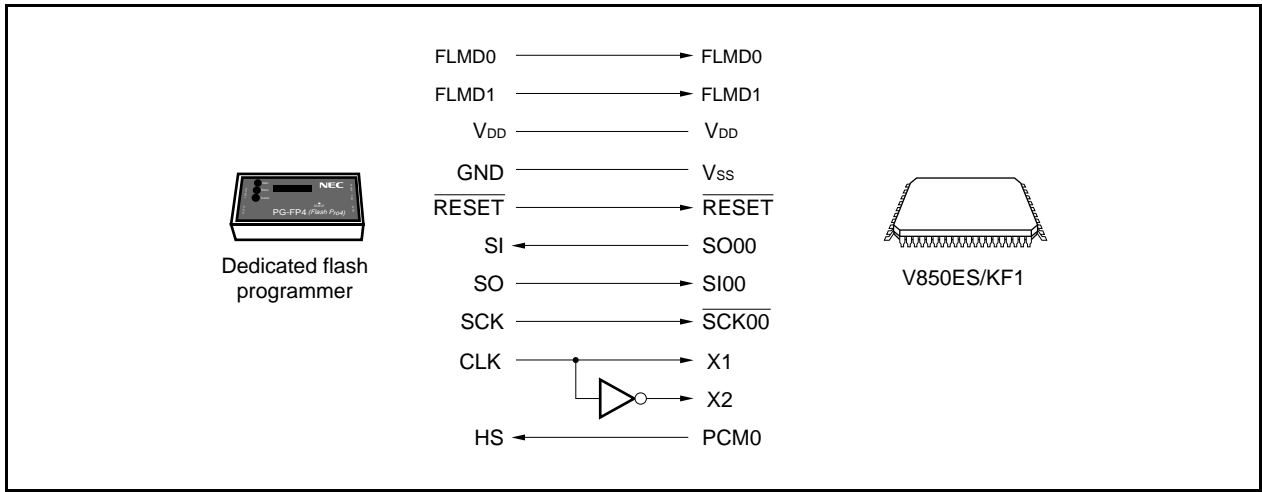 FLMD0 FLMD0
FLMD1 FLMD1
VDD VDD
GND VSS
RESET RESET
SI SO00
SO SI00
SCK SCK00
CLK X1
X2
HS PCM0
NEC
PG-FP4 (Flash Pro4)
Dedicated flash
programmer
V850ES/KF1